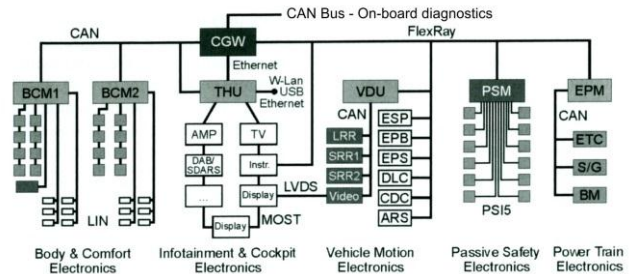 CAN Bus - On-board diagnostics
CAN
CGW
FlexRay
Ethernet
W-Lan
USB
Ethernet
BCM1
BCM2
THU
VDU
PSM
EPM
CAN
CAN
AMP
TV
LRR
ESP
ETC
DAB/
SDARS
Instr.
SRR1
EPB
S/G
SRR2
EPS
BM
...
Display
LVDS
Video
DLC
CDC
ARS
LIN
Display
MOST
PSI5
Body & Comfort
Electronics
Infotainment & Cockpit
Electronics
Vehicle Motion
Electronics
Passive Safety
Electronics
Power Train
Electronics